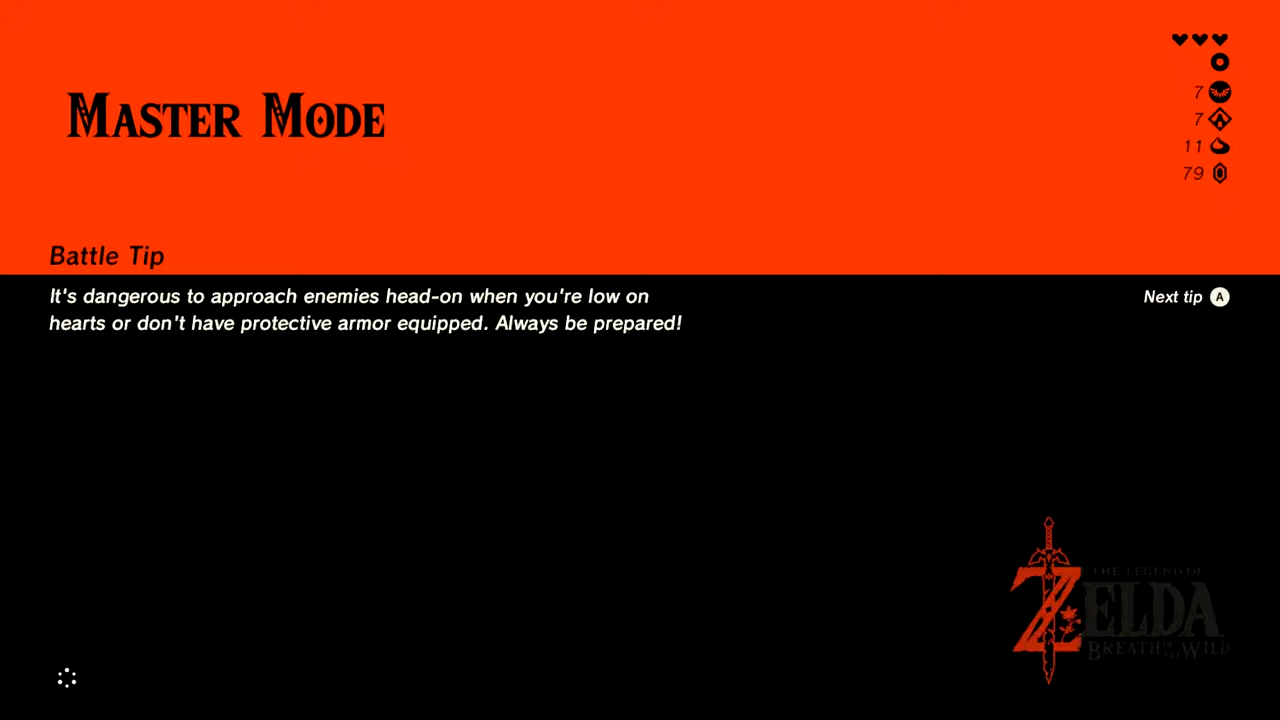 MASTER MODE
7
7
11
79
Battle Tip
It's dangerous to approach enemies head-on when you're low on
hearts or don't have protective armor equipped. Always be prepared!
Next tip A
THE LEGEND OF
ZELDA
BREATH OF THE WILD